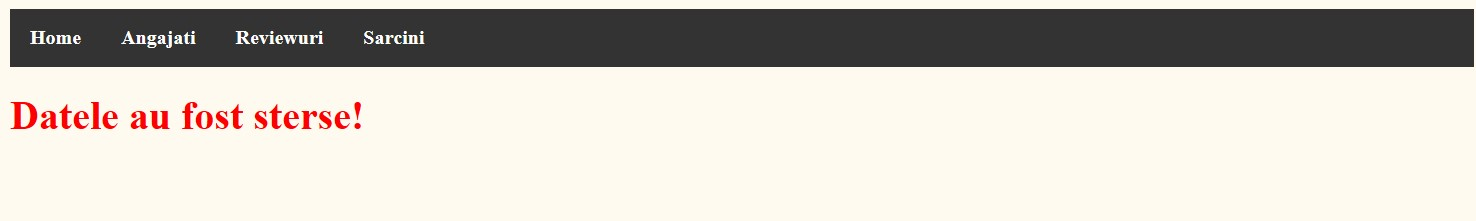 Home Angajati Reviewuri Sarcini
Datele au fost sterse!